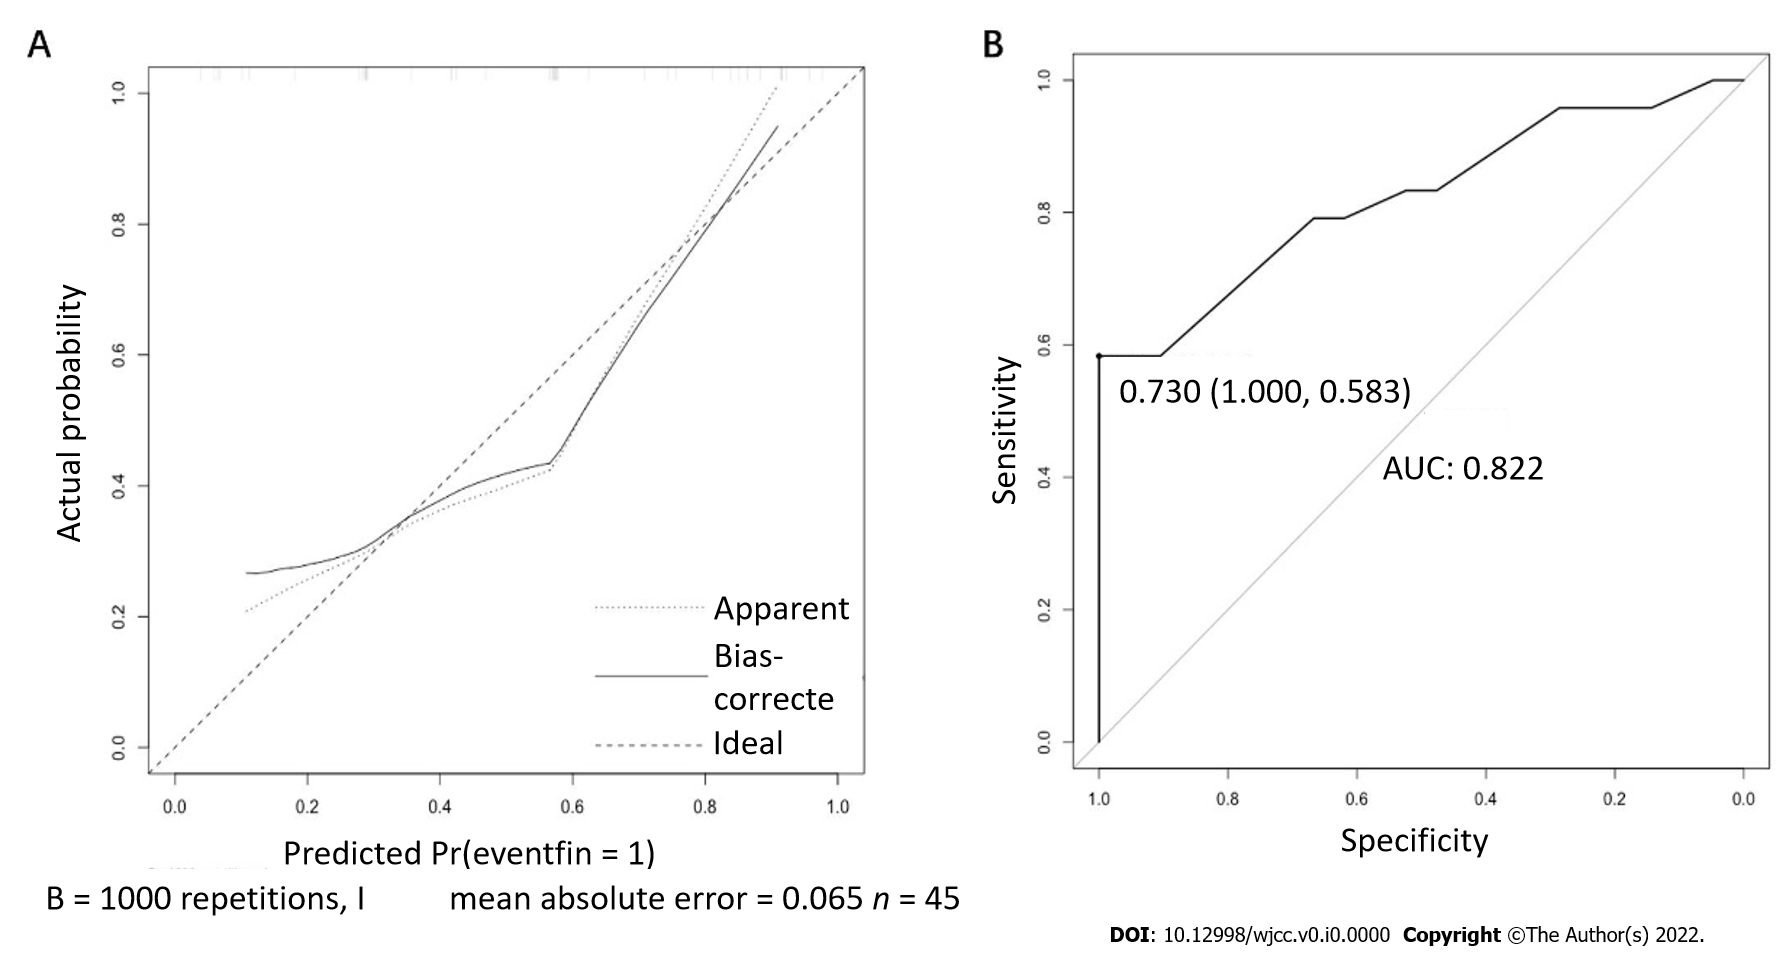 A
1.0
0.8
0.6
0.4
0.2
0.0
Actual probability
Apparent
Bias-
correcte
Ideal
0.0 0.2 0.4 0.6 0.8 1.0
Predicted Pr(eventfin = 1)
B = 1000 repetitions, I mean absolute error = 0.065 n = 45
B
1.0
0.8
0.6
0.4
0.2
0.0
Sensitivity
0.730 (1.000, 0.583)
AUC: 0.822
1.0 0.8 0.6 0.4 0.2 0.0
Specificity
DOI: 10.12998/wjcc.v0.i0.0000 Copyright ©The Author(s) 2022.